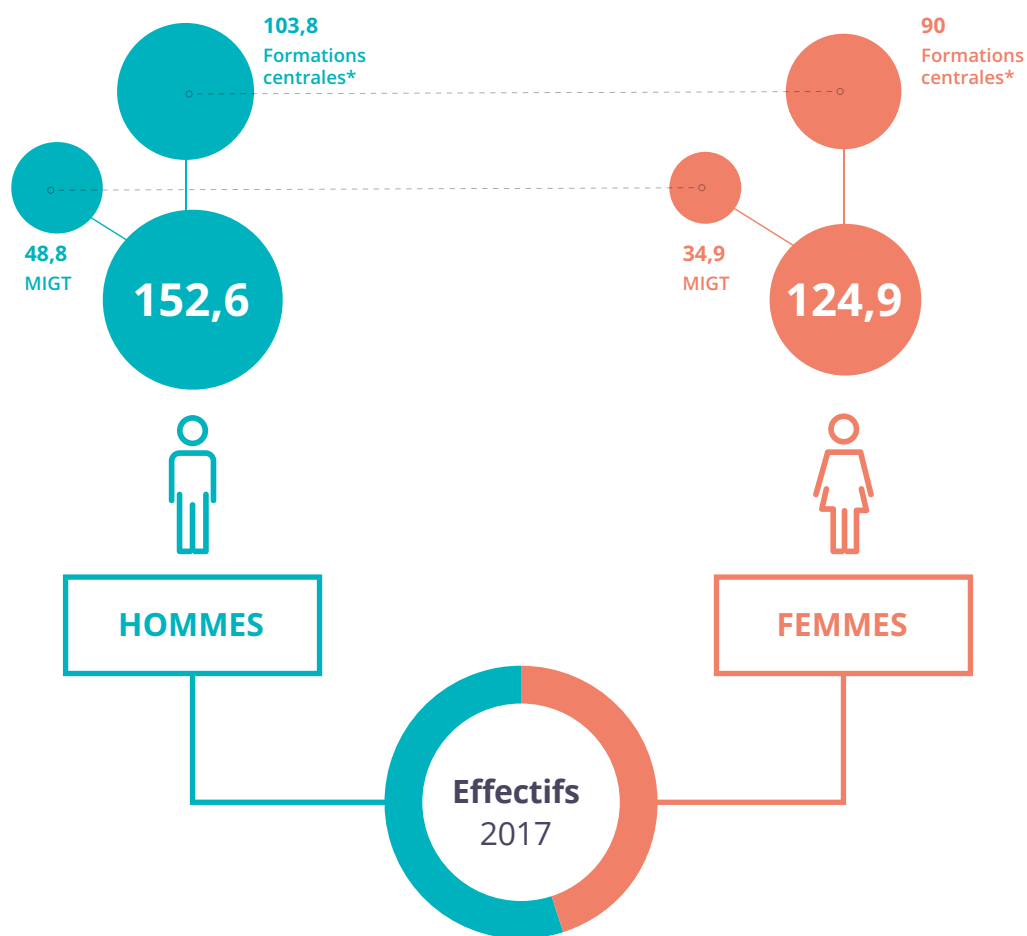 103,8
Formations
centrales*
90
Formations
centrales*
48,8
MIGT
34,9
MIGT
152,6
124,9
HOMMES
FEMMES
Effectifs
2017